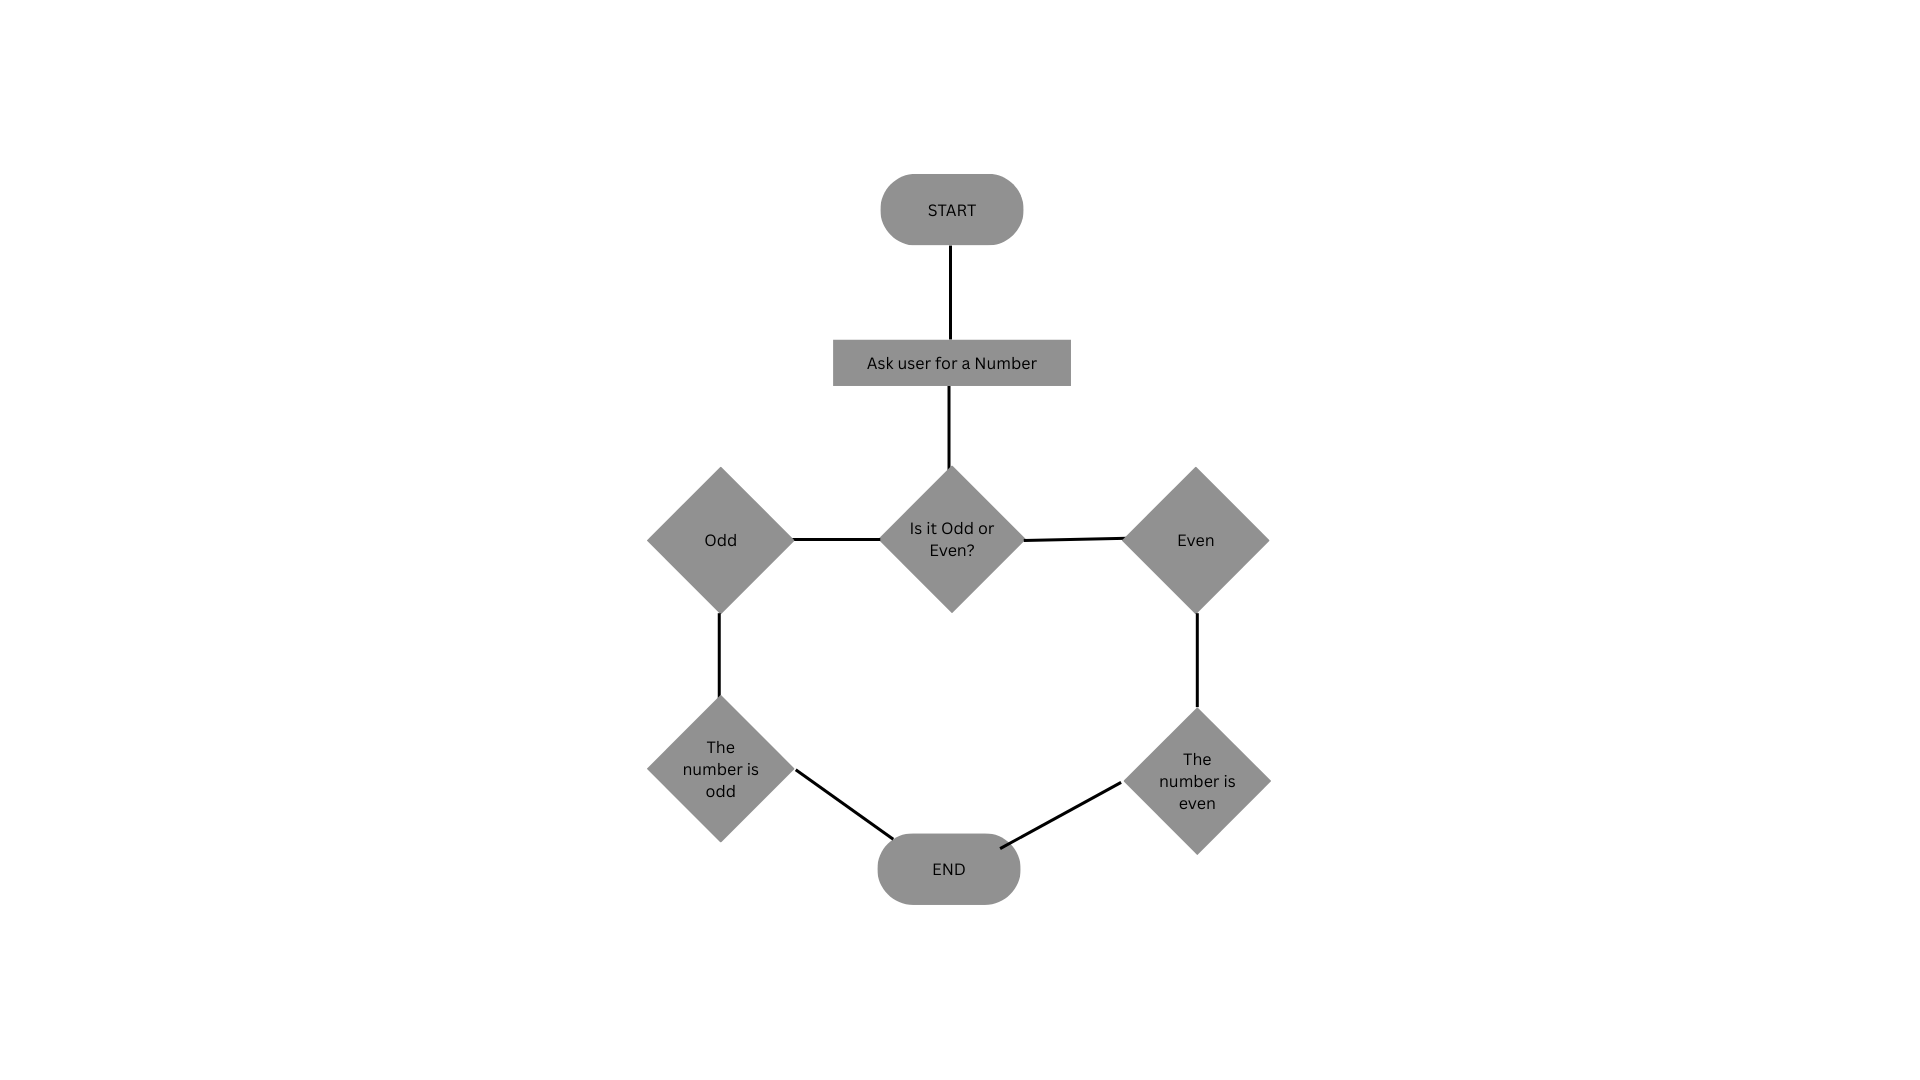 START
Ask user for a Number
Odd
Is it Odd or
Even?
Even
The
number is
odd
The
number is
even
END